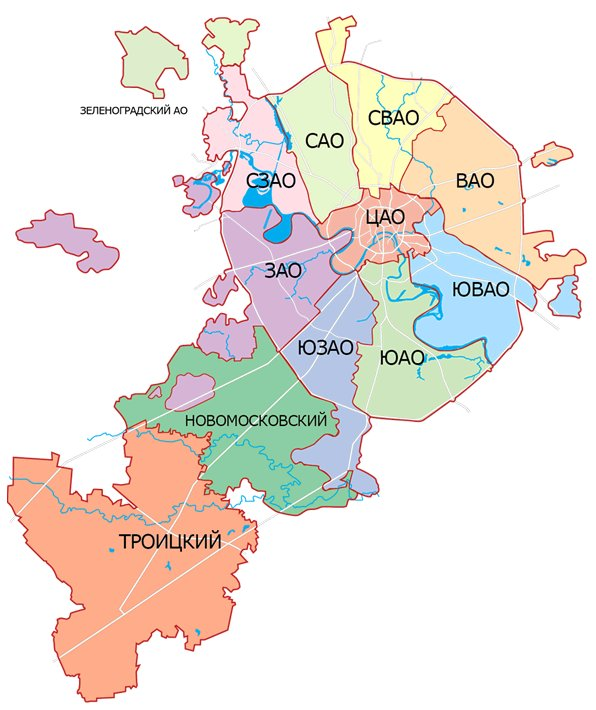 ЗЕЛЕНОГРАДСКИЙ АО
СВАО
САО
СЗАО
ВАО
ЦАО
ЗАО
ЮВАО
ЮЗАО
ЮАО
НОВОМОСКОВСКИЙ
ТРОИЦКИЙ